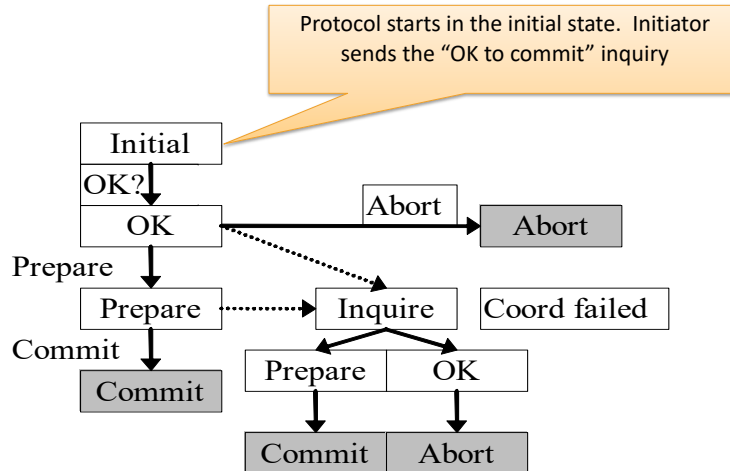 Protocol starts in the initial state.  Initiator
sends the “OK to commit” inquiry
Initial
OK?
OK
Abort
Abort
Prepare
Prepare
Inquire
Coord failed
Commit
Commit
Prepare
OK
Commit
Abort